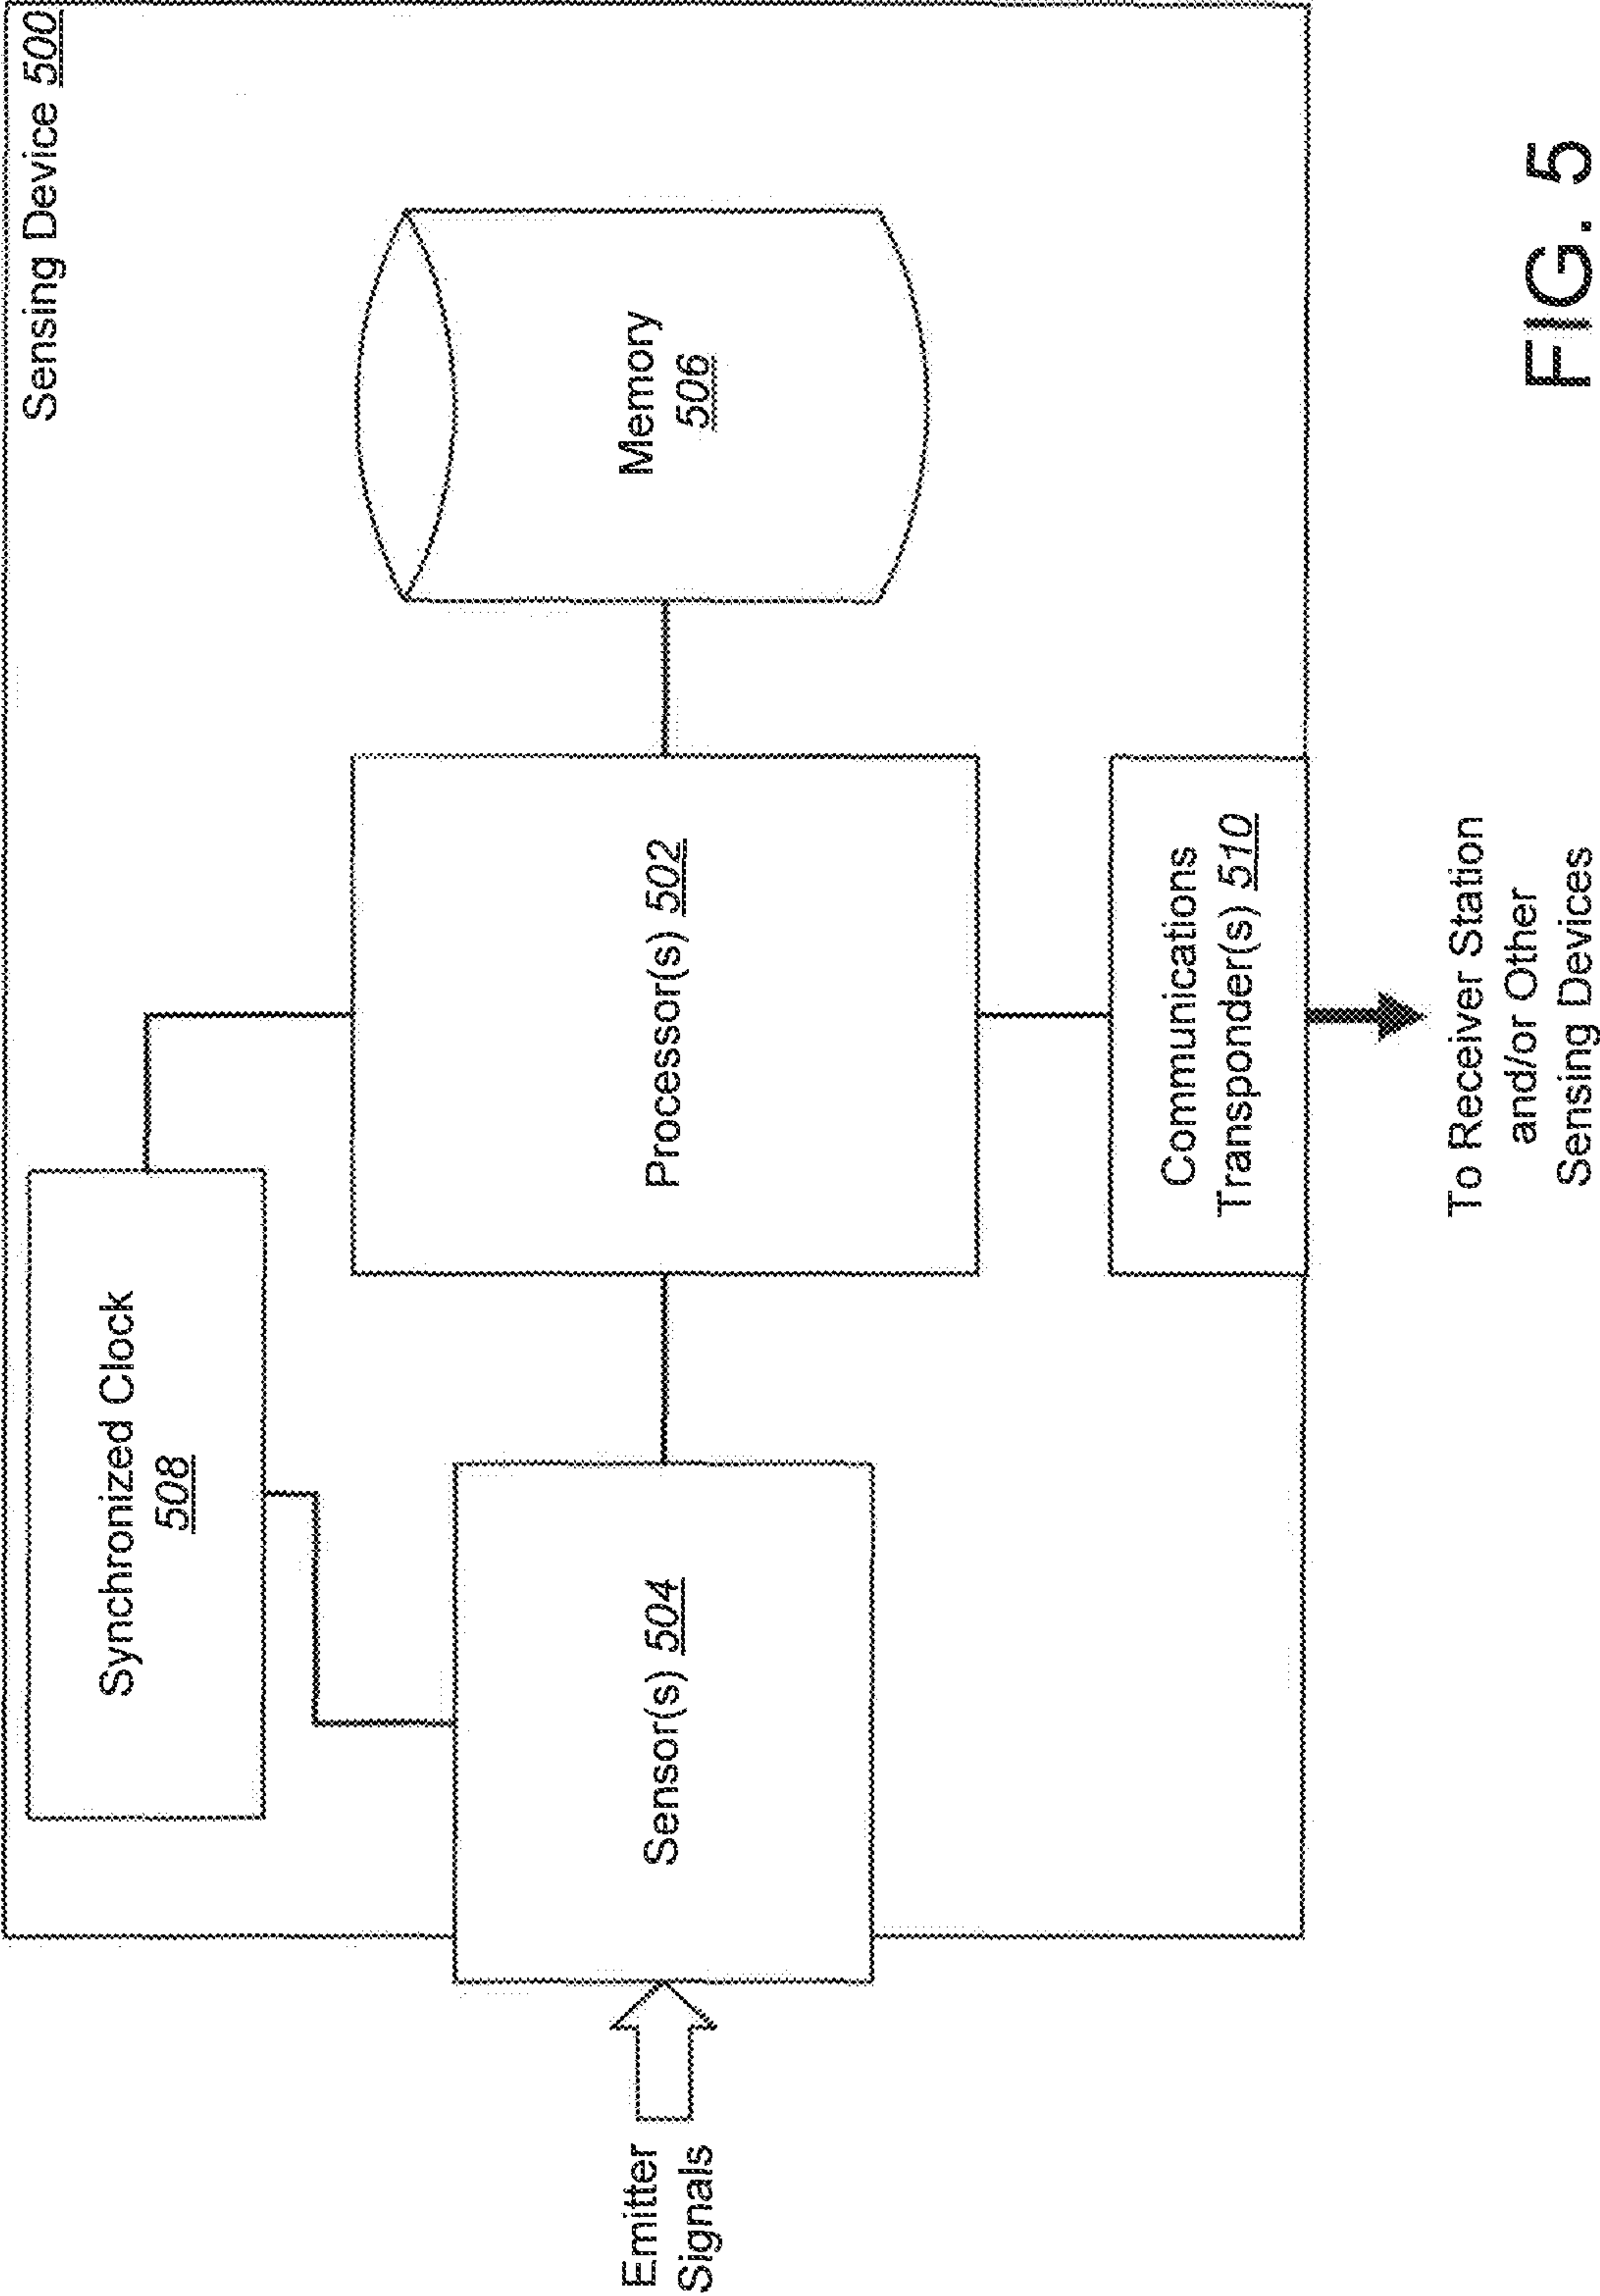 Sensing Device 500
Synchronized Clock
508
Emitter
Signals
Sensor(s) 504
Processor(s) 502
Memory
506
Communications
Transponder(s) 510
To Receiver Station
and/or Other
Sensing Devices
FIG. 5